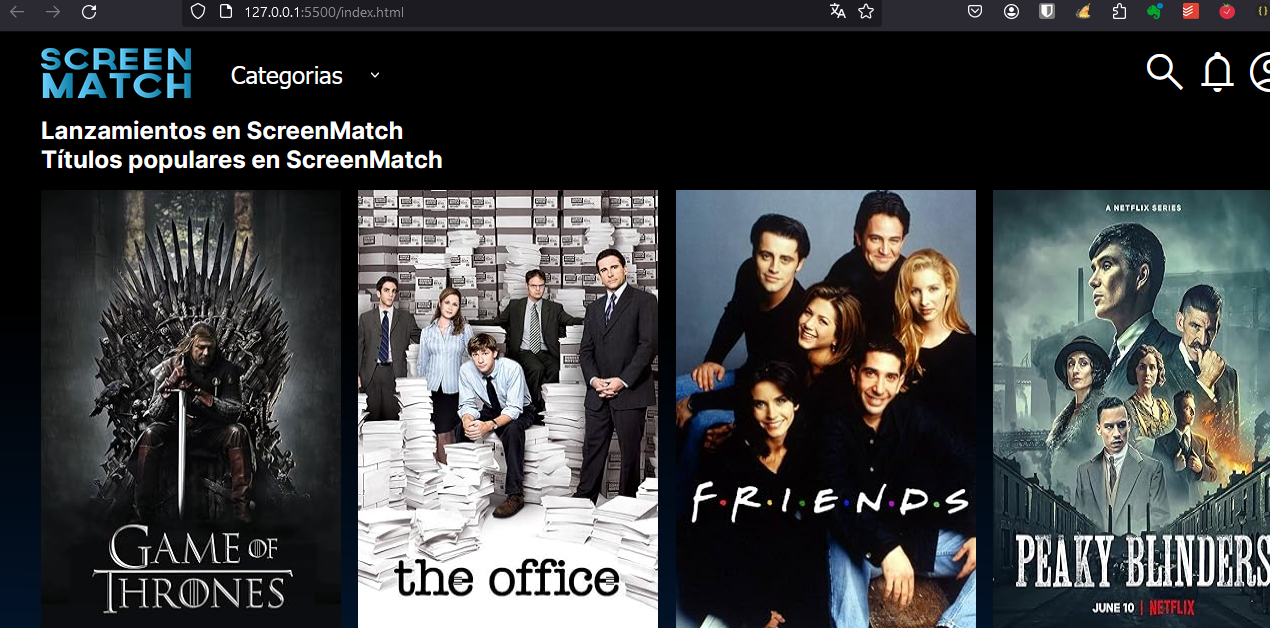 127.0.0.1:5500/index.html
SCREEN
MATCH
Categorias
Lanzamientos en ScreenMatch
Títulos populares en ScreenMatch
GAME OF
THRONES
the office
F·R·I·E·N·D·S
A NETFLIX SERIES
PEAKY BLINDERS
JUNE 10 | NETFLIX